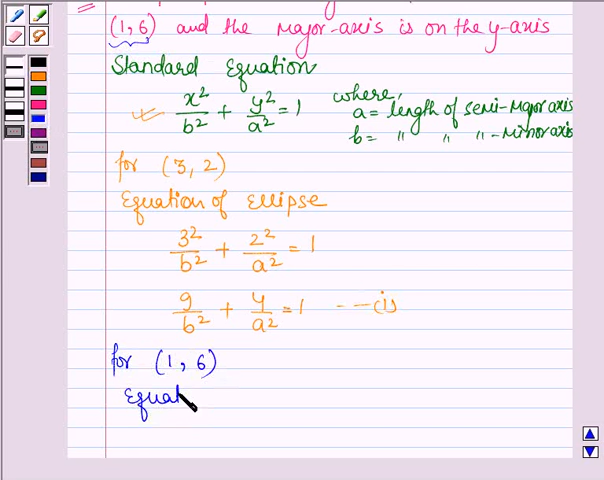 (1,6) and the major-axis is on the y-axis
Standard Equation
x²/b² + y²/a² = 1 where,
a = length of semi-Major axis
b = " " " -Minor axis
for (3, 2)
Equation of Ellipse
3²/b² + 2²/a² = 1
9/b² + 4/a² = 1 - - - (i)
for (1, 6)
Equat